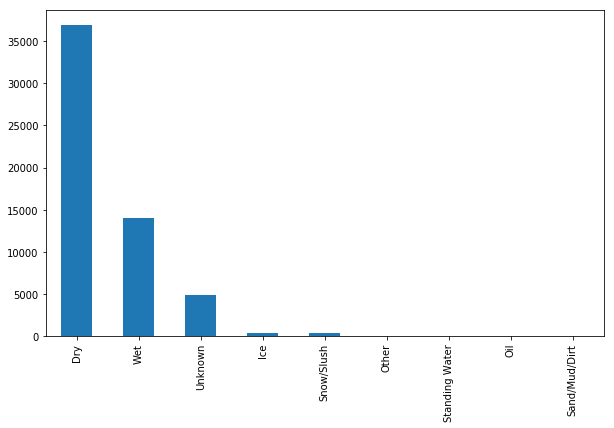 35000
30000
25000
20000
15000
10000
5000
0
Dry
Wet
Unknown
Ice
Snow/Slush
Other
Standing Water
Oil
Sand/Mud/Dirt